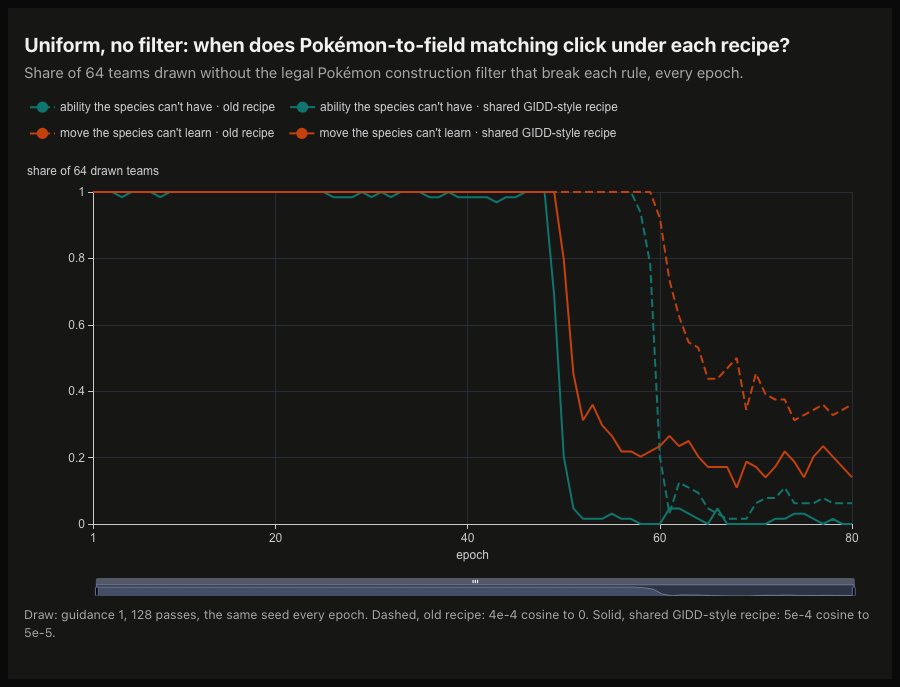 Uniform, no filter: when does Pokémon-to-field matching click under each recipe?
Share of 64 teams drawn without the legal Pokémon construction filter that break each rule, every epoch.
ability the species can't have · old recipe
ability the species can't have · shared GIDD-style recipe
move the species can't learn · old recipe
move the species can't learn · shared GIDD-style recipe
share of 64 drawn teams
1
0.8
0.6
0.4
0.2
0
1
20
40
60
80
epoch
Draw: guidance 1, 128 passes, the same seed every epoch. Dashed, old recipe: 4e-4 cosine to 0. Solid, shared GIDD-style recipe: 5e-4 cosine to
5e-5.